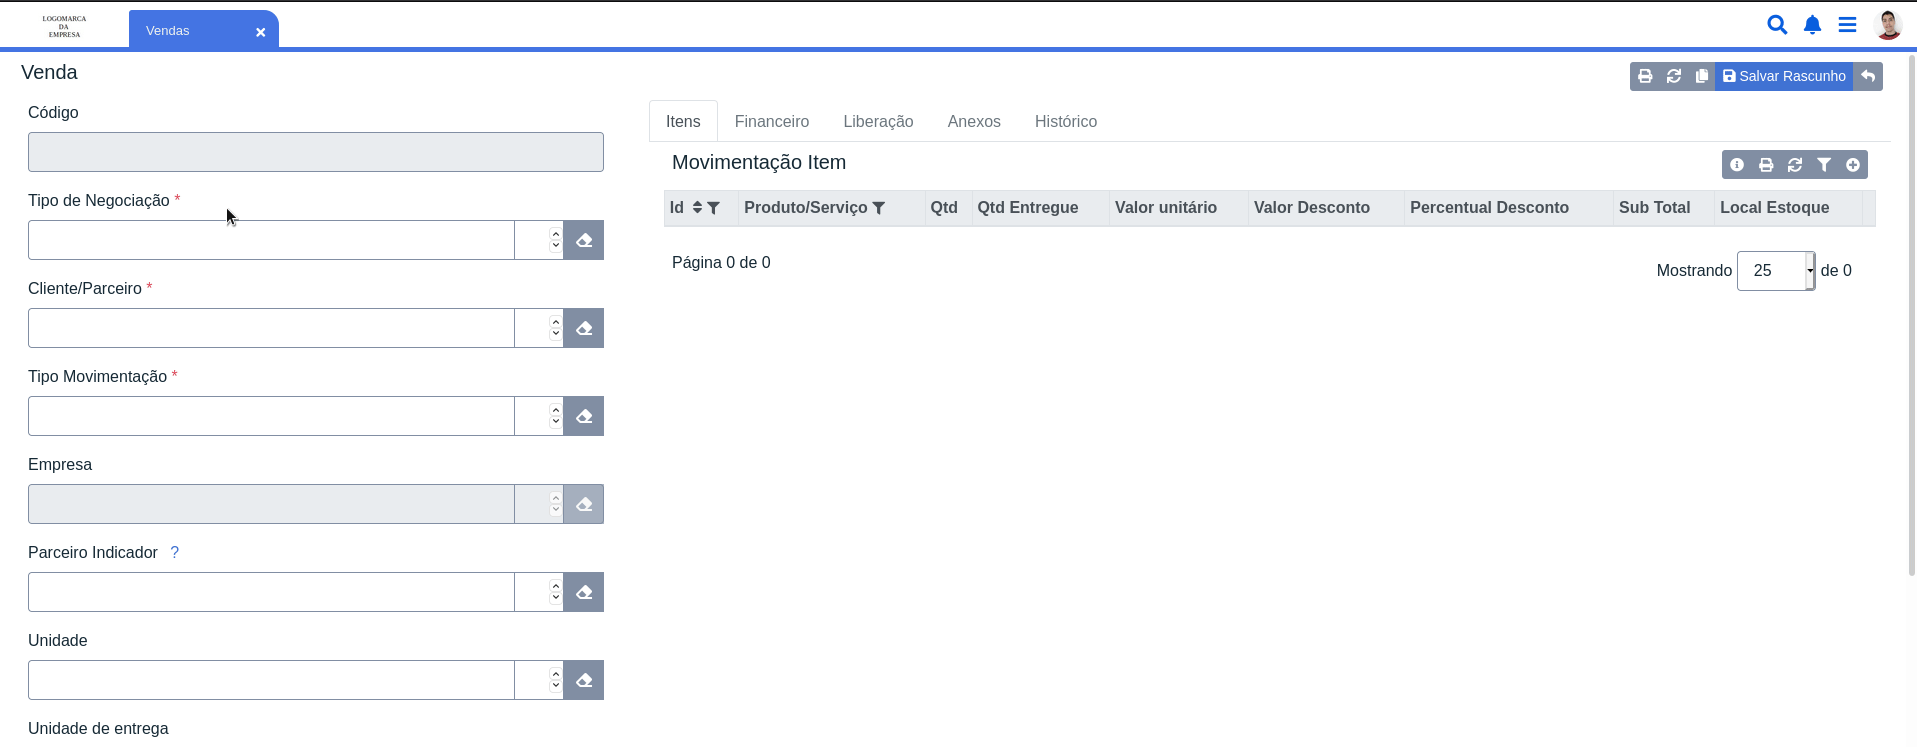 LOGOMARCA
DA
EMPRESA
Vendas
Venda
Salvar Rascunho
Código
Tipo de Negociação *
Cliente/Parceiro *
Tipo Movimentação *
Empresa
Parceiro Indicador ?
Unidade
Unidade de entrega
Itens Financeiro Liberação Anexos Histórico
Movimentação Item
Id Produto/Serviço Qtd Qtd Entregue Valor unitário Valor Desconto Percentual Desconto Sub Total Local Estoque
Página 0 de 0
Mostrando 25 de 0